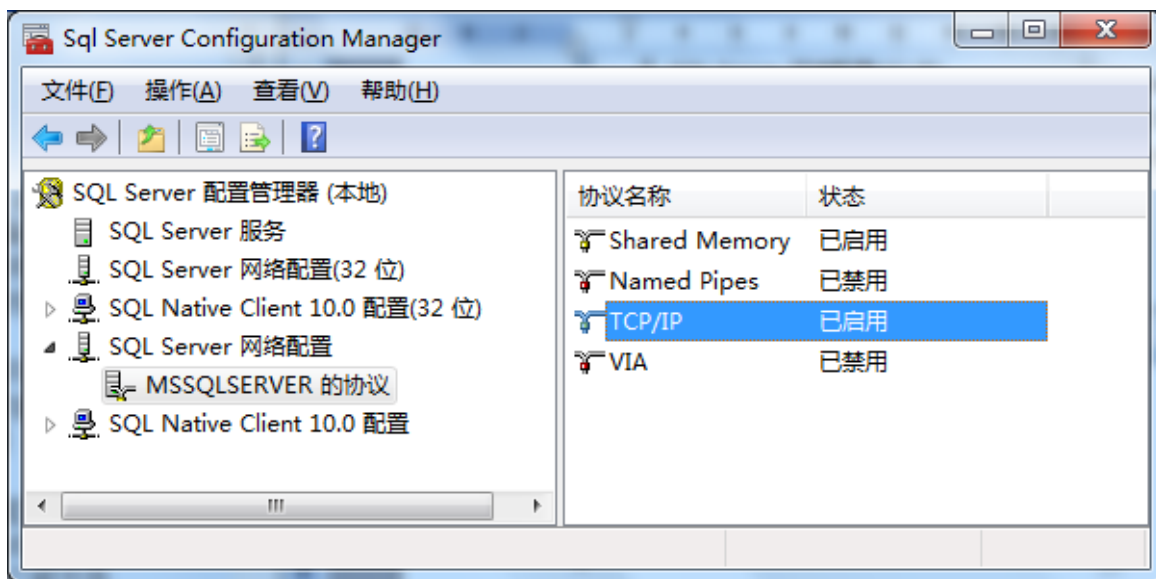 Sql Server Configuration Manager
文件(F) 操作(A) 查看(V) 帮助(H)
SQL Server 配置管理器 (本地)
SQL Server 服务
SQL Server 网络配置(32 位)
SQL Native Client 10.0 配置(32 位)
SQL Server 网络配置
MSSQLSERVER 的协议
SQL Native Client 10.0 配置
协议名称 状态
Shared Memory 已启用
Named Pipes 已禁用
TCP/IP 已启用
VIA 已禁用